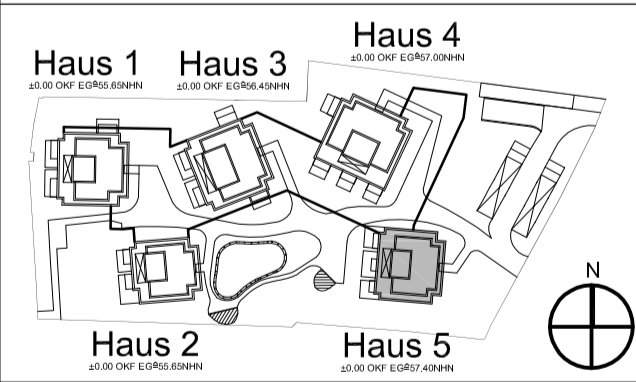 Haus 4
±0.00 OKF EG≙57.00NHN
Haus 1
±0.00 OKF EG≙55.65NHN
Haus 3
±0.00 OKF EG≙56.45NHN
N
Haus 2
±0.00 OKF EG≙55.65NHN
Haus 5
±0.00 OKF EG≙57.40NHN